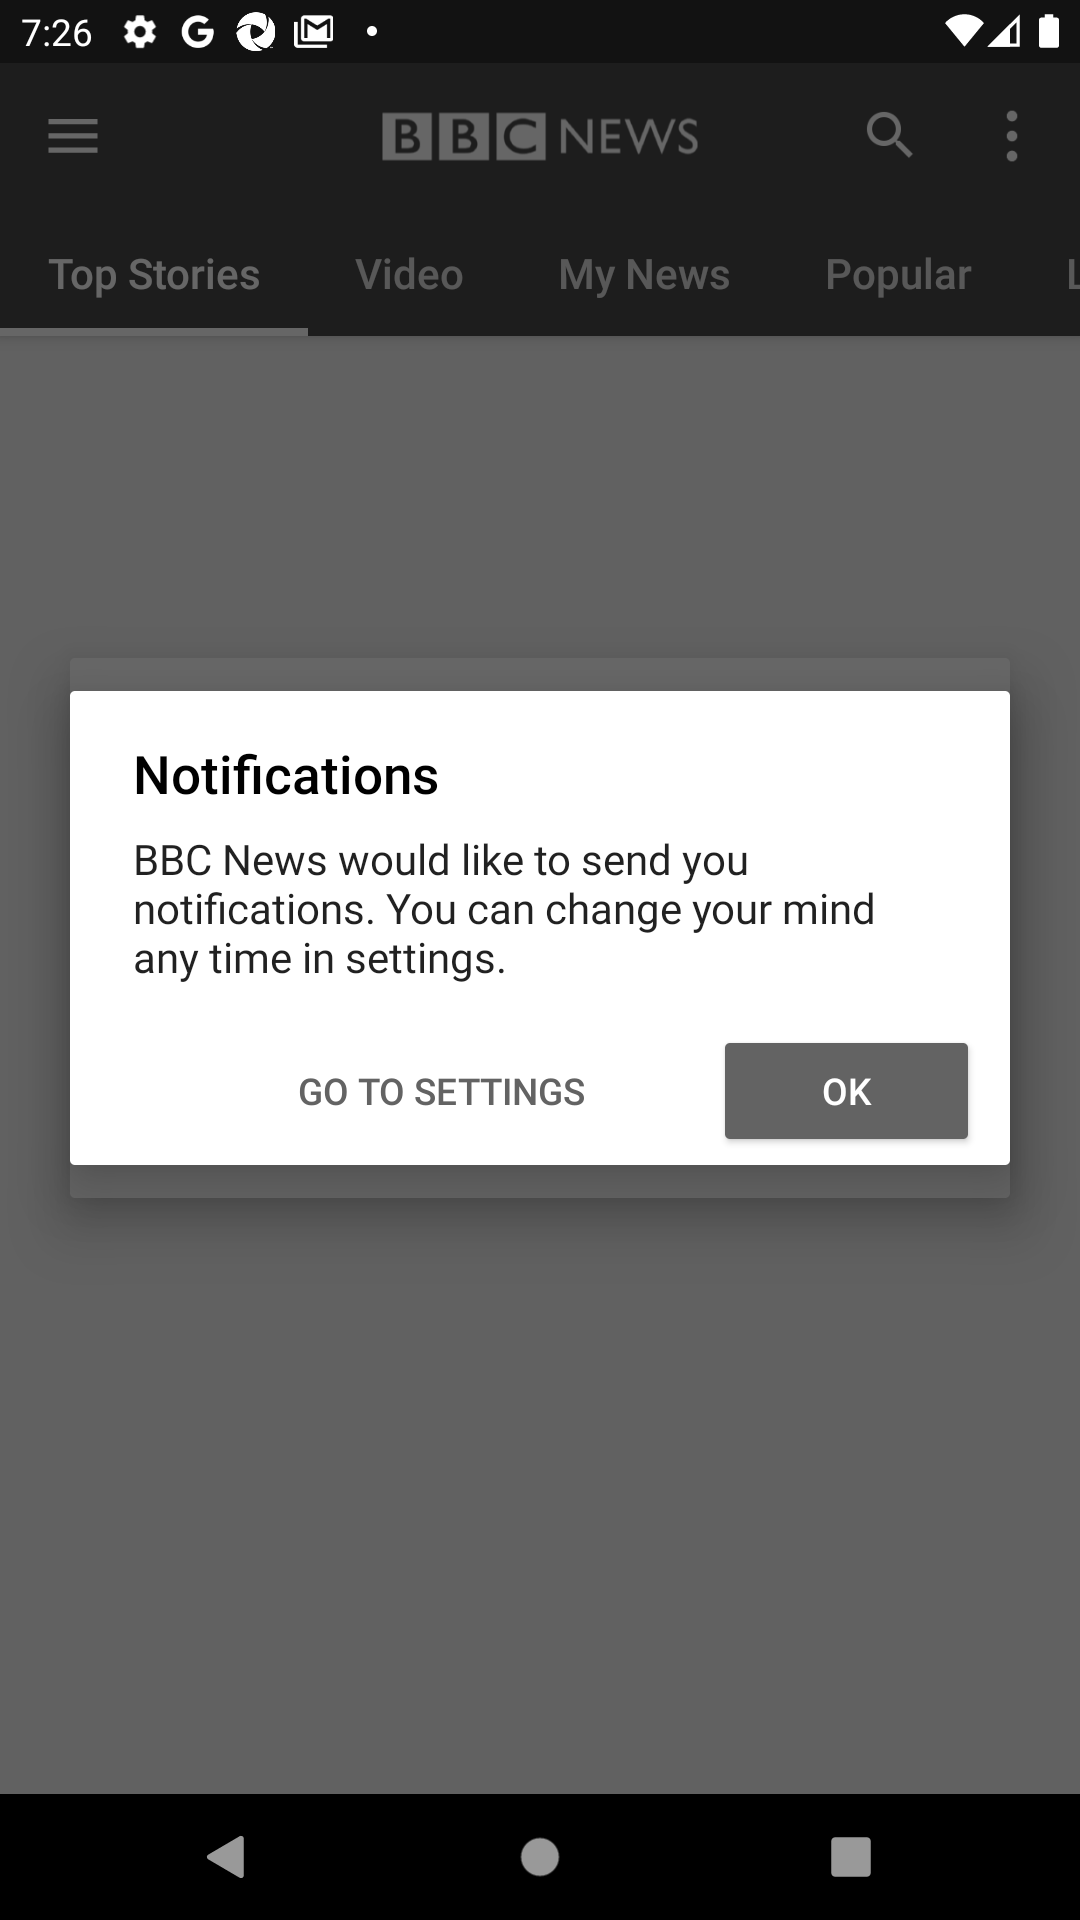 7:26
BBC NEWS
Top Stories Video My News Popular L
Notifications
BBC News would like to send you
notifications. You can change your mind
any time in settings.
GO TO SETTINGS OK